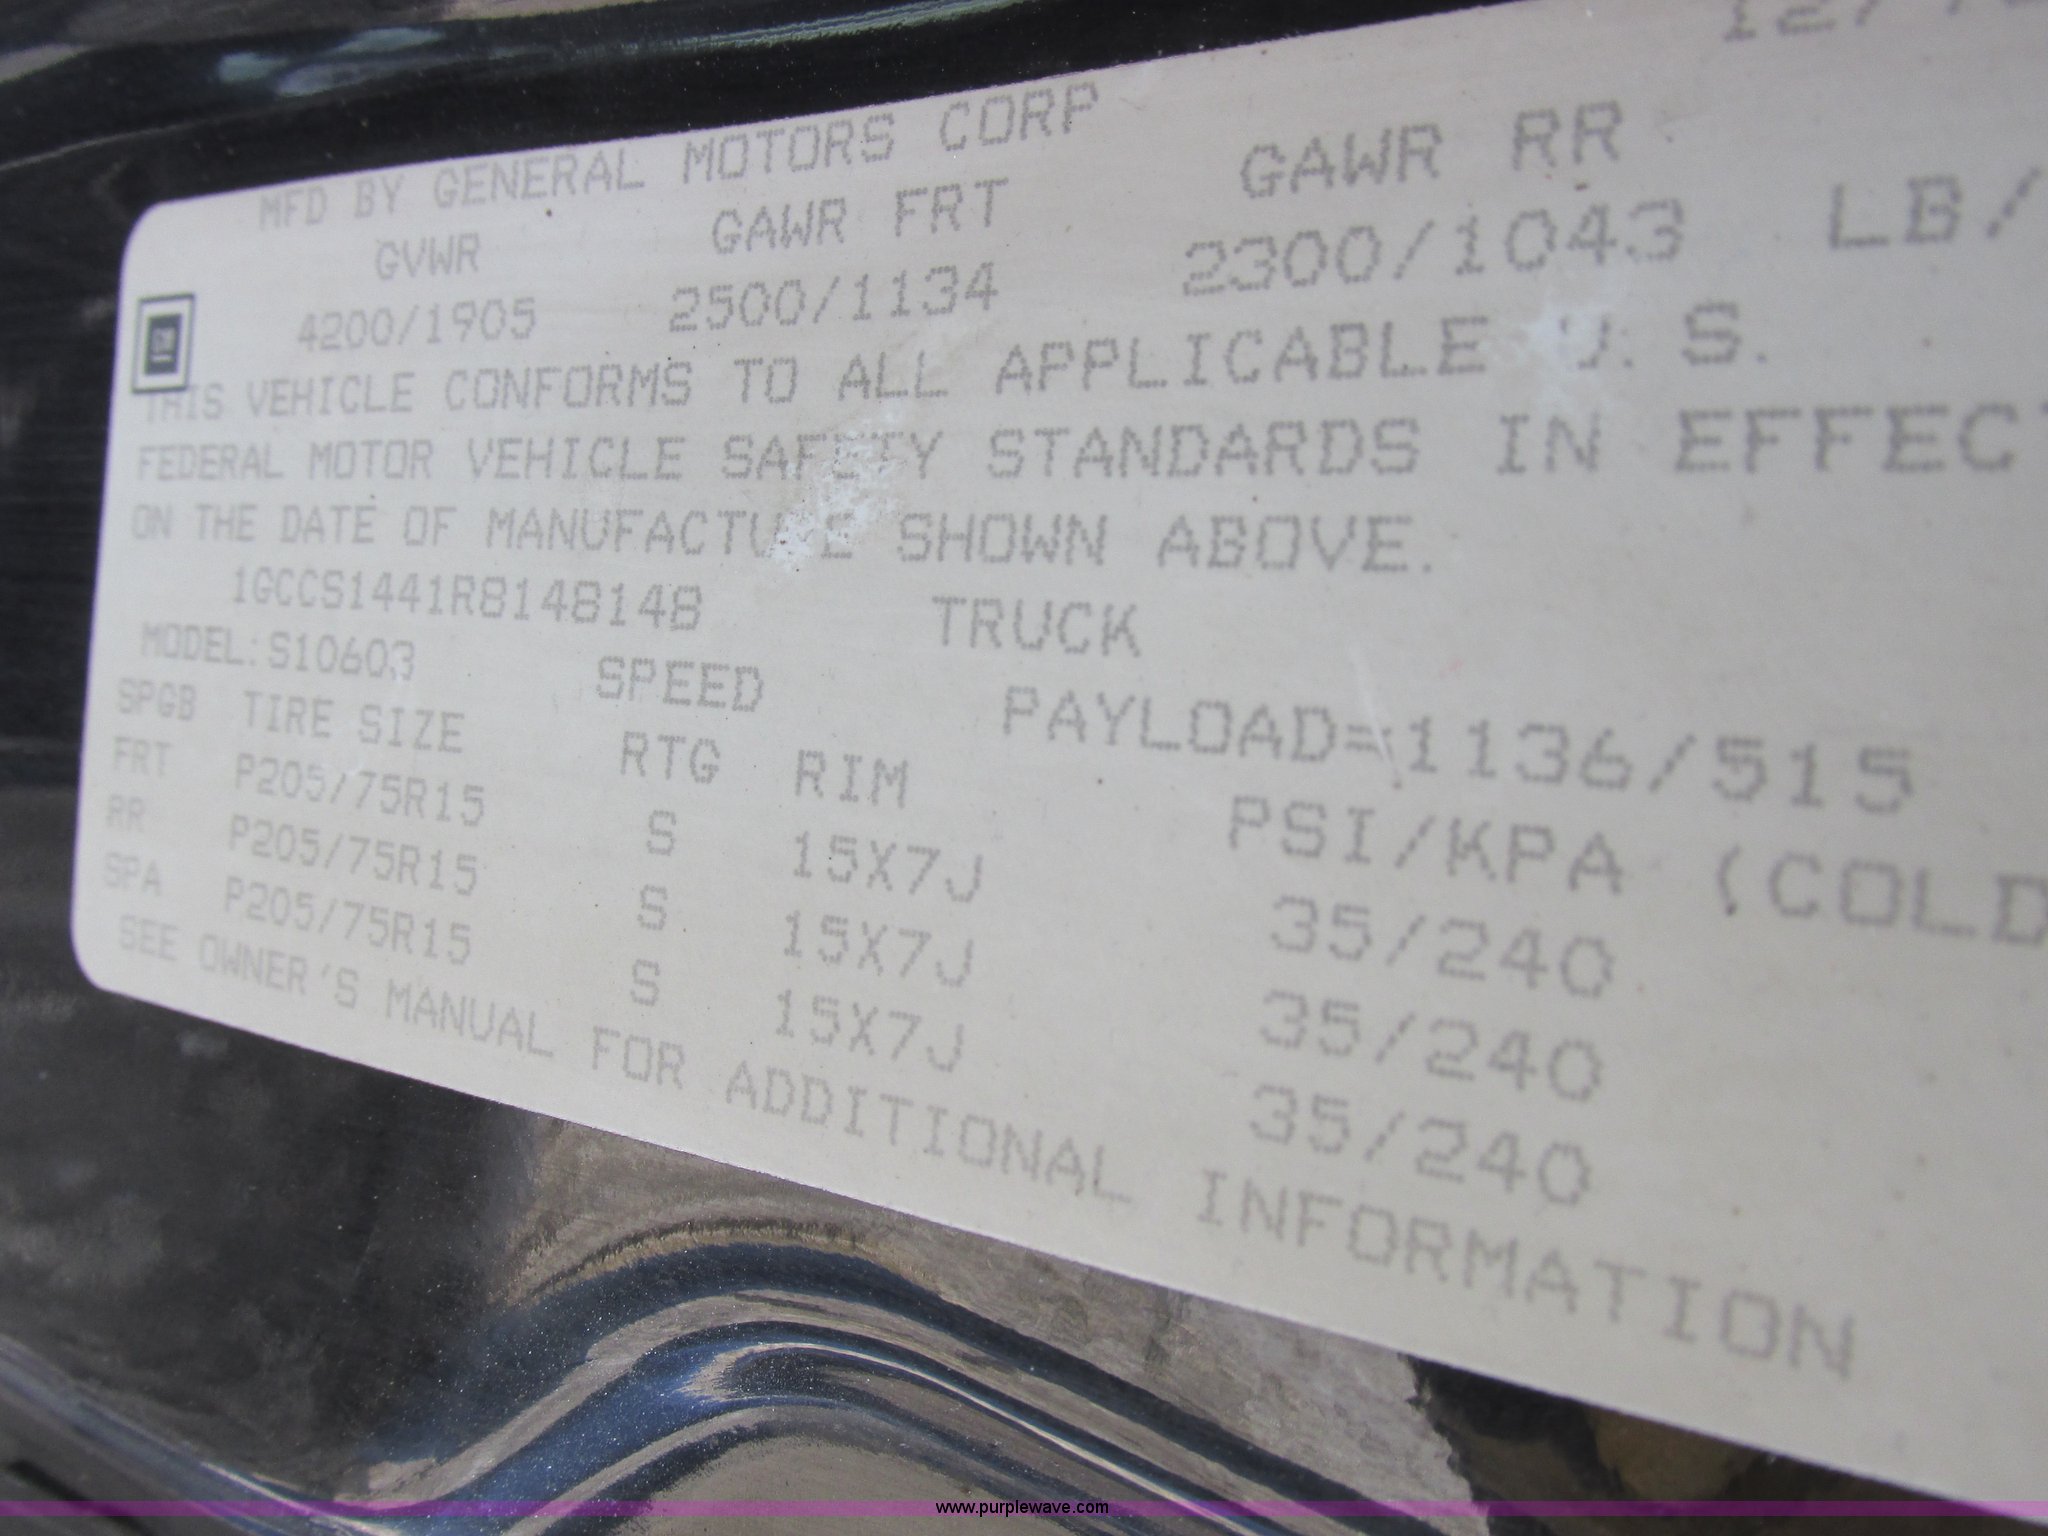 MFD BY GENERAL MOTORS CORP
GVWR GAWR FRT GAWR RR
4200/1905 2500/1134 2300/1043 LB/
GM
THIS VEHICLE CONFORMS TO ALL APPLICABLE U.S.
FEDERAL MOTOR VEHICLE SAFETY STANDARDS IN EFFECT
ON THE DATE OF MANUFACTURE SHOWN ABOVE.
1GCCS1441R8148148 TRUCK
MODEL:S10603 SPEED PAYLOAD=1136/515
SPGB TIRE SIZE RTG RIM PSI/KPA (COLD
FRT P205/75R15 S 15X7J 35/240
RR P205/75R15 S 15X7J 35/240
SPA P205/75R15 S 15X7J 35/240
SEE OWNER'S MANUAL FOR ADDITIONAL INFORMATION
www.purplewave.com